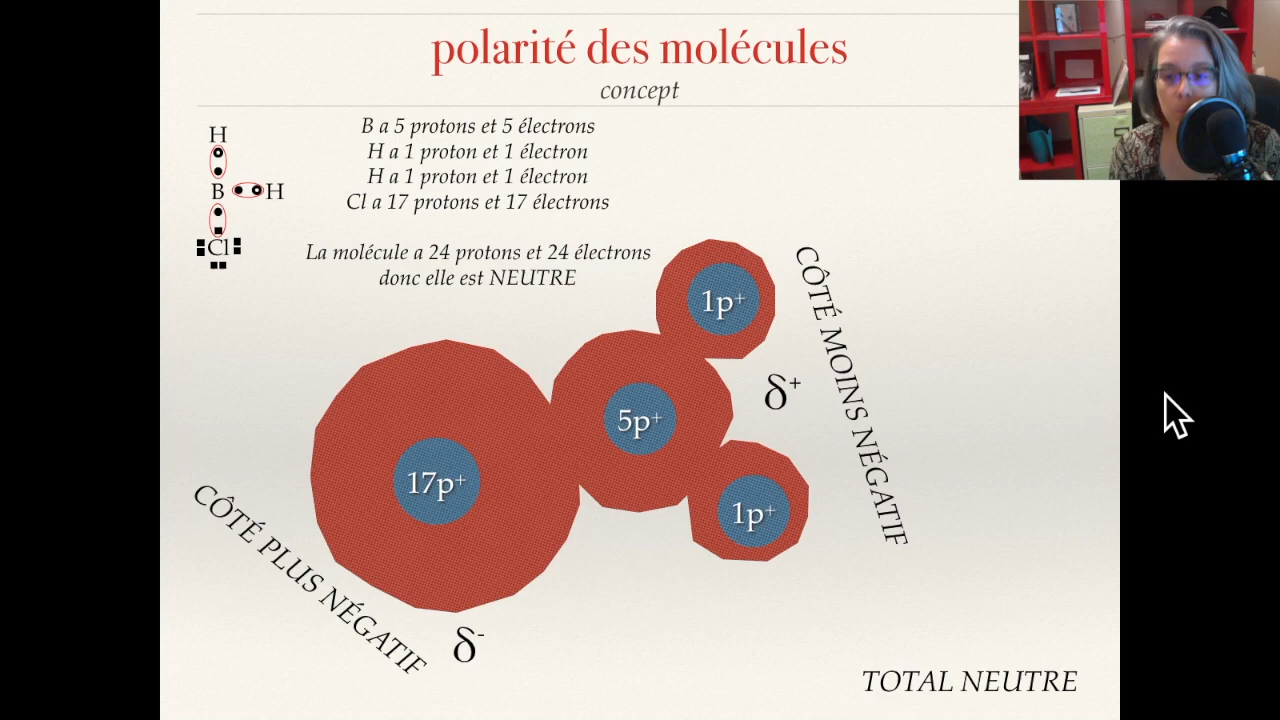 polarité des molécules
concept
H
B H
Cl
B a 5 protons et 5 électrons
H a 1 proton et 1 électron
H a 1 proton et 1 électron
Cl a 17 protons et 17 électrons
La molécule a 24 protons et 24 électrons
donc elle est NEUTRE
1p⁺
5p⁺
17p⁺
1p⁺
δ⁺
CÔTÉ MOINS NÉGATIF
CÔTÉ PLUS NÉGATIF
δ⁻
TOTAL NEUTRE